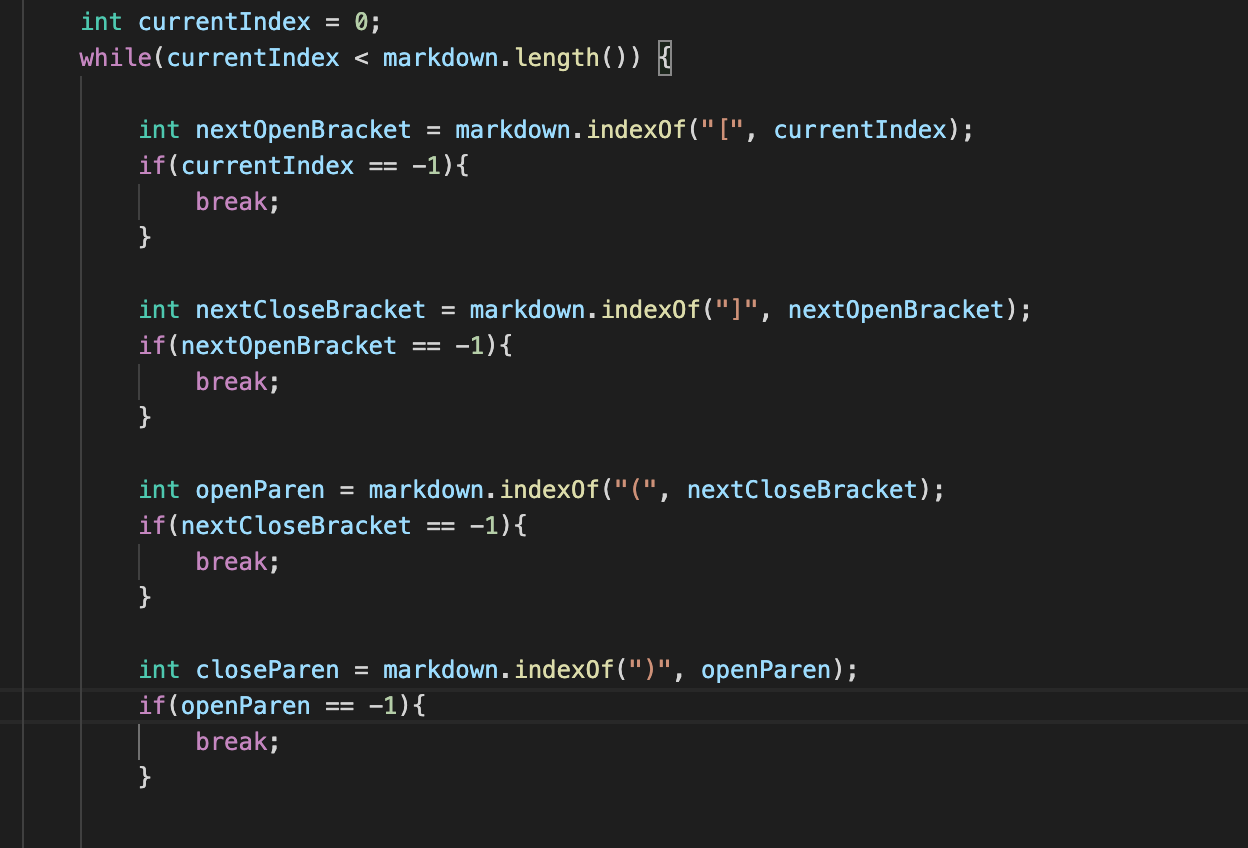 int currentIndex = 0;
while(currentIndex < markdown.length()) {
int nextOpenBracket = markdown.indexOf("[", currentIndex);
if(currentIndex == -1){
break;
}
int nextCloseBracket = markdown.indexOf("]", nextOpenBracket);
if(nextOpenBracket == -1){
break;
}
int openParen = markdown.indexOf("(", nextCloseBracket);
if(nextCloseBracket == -1){
break;
}
int closeParen = markdown.indexOf(")", openParen);
if(openParen == -1){
break;
}